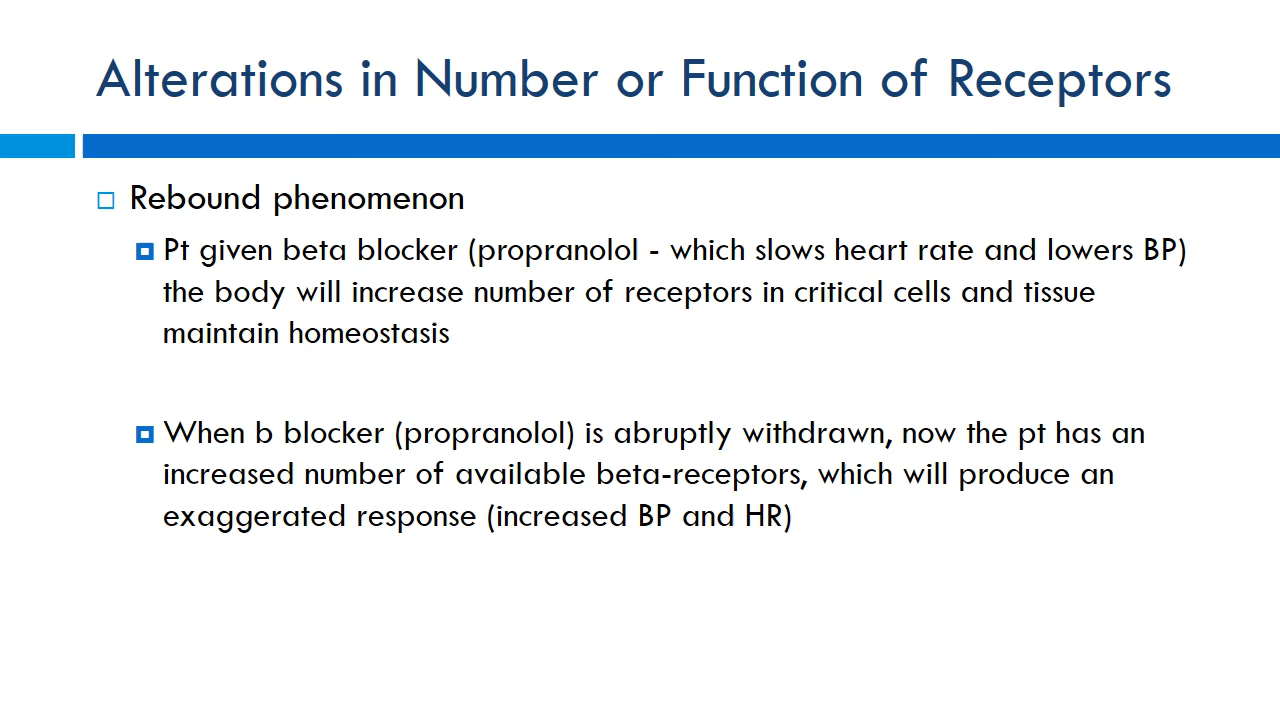 Alterations in Number or Function of Receptors
Rebound phenomenon
Pt given beta blocker (propranolol - which slows heart rate and lowers BP)
the body will increase number of receptors in critical cells and tissue
maintain homeostasis
When b blocker (propranolol) is abruptly withdrawn, now the pt has an
increased number of available beta-receptors, which will produce an
exaggerated response (increased BP and HR)